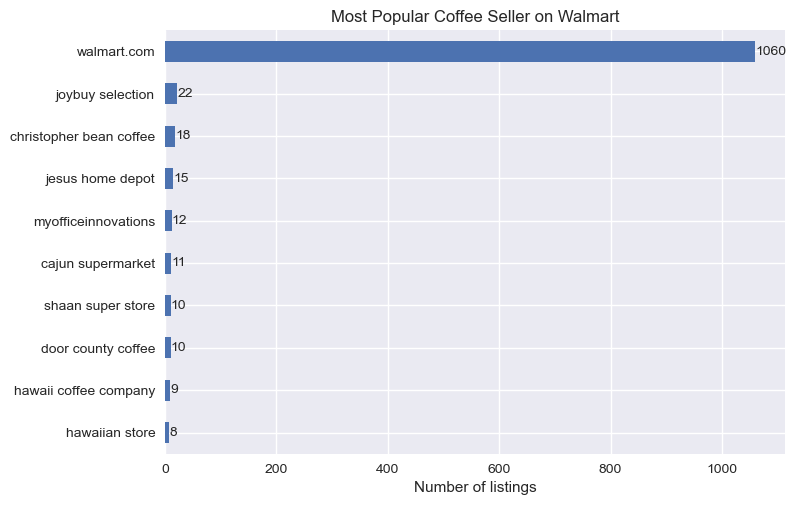 Most Popular Coffee Seller on Walmart
walmart.com 1060
joybuy selection 22
christopher bean coffee 18
jesus home depot 15
myofficeinnovations 12
cajun supermarket 11
shaan super store 10
door county coffee 10
hawaii coffee company 9
hawaiian store 8
0 200 400 600 800 1000
Number of listings